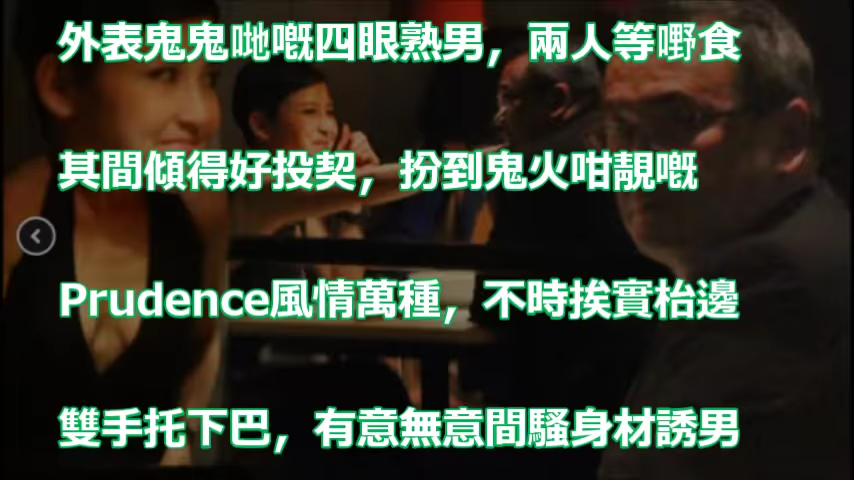 外表鬼鬼哋嘅四眼熟男，兩人等嘢食
其間傾得好投契，扮到鬼火咁靚嘅
Prudence風情萬種，不時挨實枱邊
雙手托下巴，有意無意間騷身材誘男